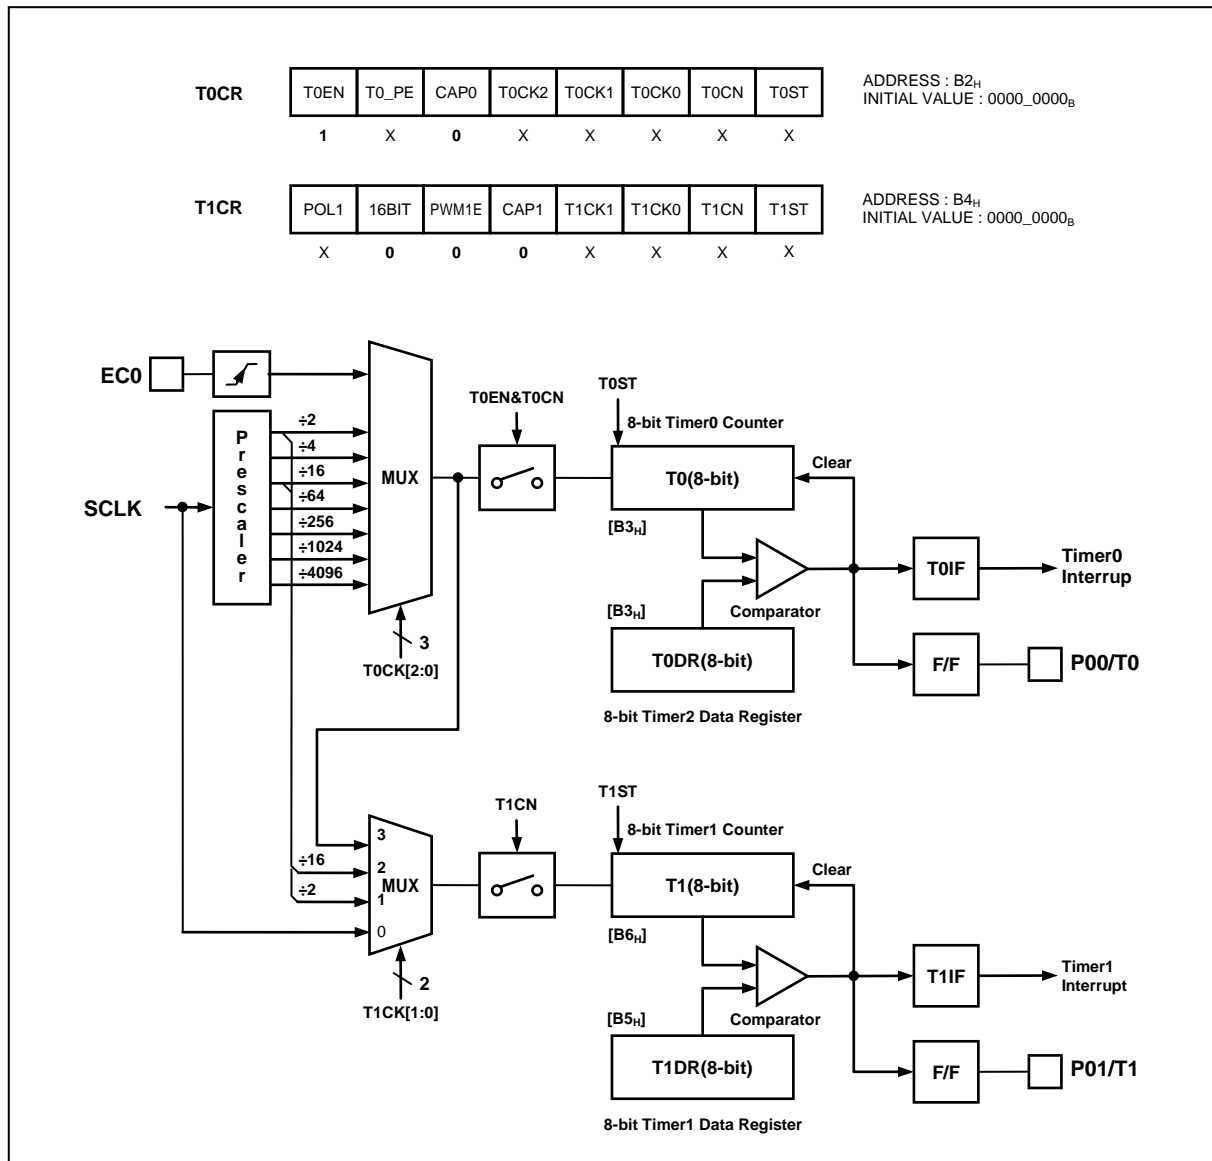 T0CR T0EN T0_PE CAP0 T0CK2 T0CK1 T0CK0 T0CN T0ST ADDRESS : B2H
INITIAL VALUE : 0000_0000B
1 X 0 X X X X X
T1CR POL1 16BIT PWM1E CAP1 T1CK1 T1CK0 T1CN T1ST ADDRESS : B4H
INITIAL VALUE : 0000_0000B
X 0 0 0 X X X X
EC0
SCLK
Prescaler
÷2
÷4
÷16
÷64
÷256
÷1024
÷4096
MUX
3
T0CK[2:0]
T0EN&T0CN
T0ST
8-bit Timer0 Counter
T0(8-bit)
Clear
[B3H]
Comparator
[B3H]
T0DR(8-bit)
8-bit Timer2 Data Register
T0IF
Timer0
Interrup
F/F
P00/T0
3
÷16
2
÷2
1
0
MUX
2
T1CK[1:0]
T1CN
T1ST
8-bit Timer1 Counter
T1(8-bit)
Clear
[B6H]
Comparator
[B5H]
T1DR(8-bit)
8-bit Timer1 Data Register
T1IF
Timer1
Interrupt
F/F
P01/T1